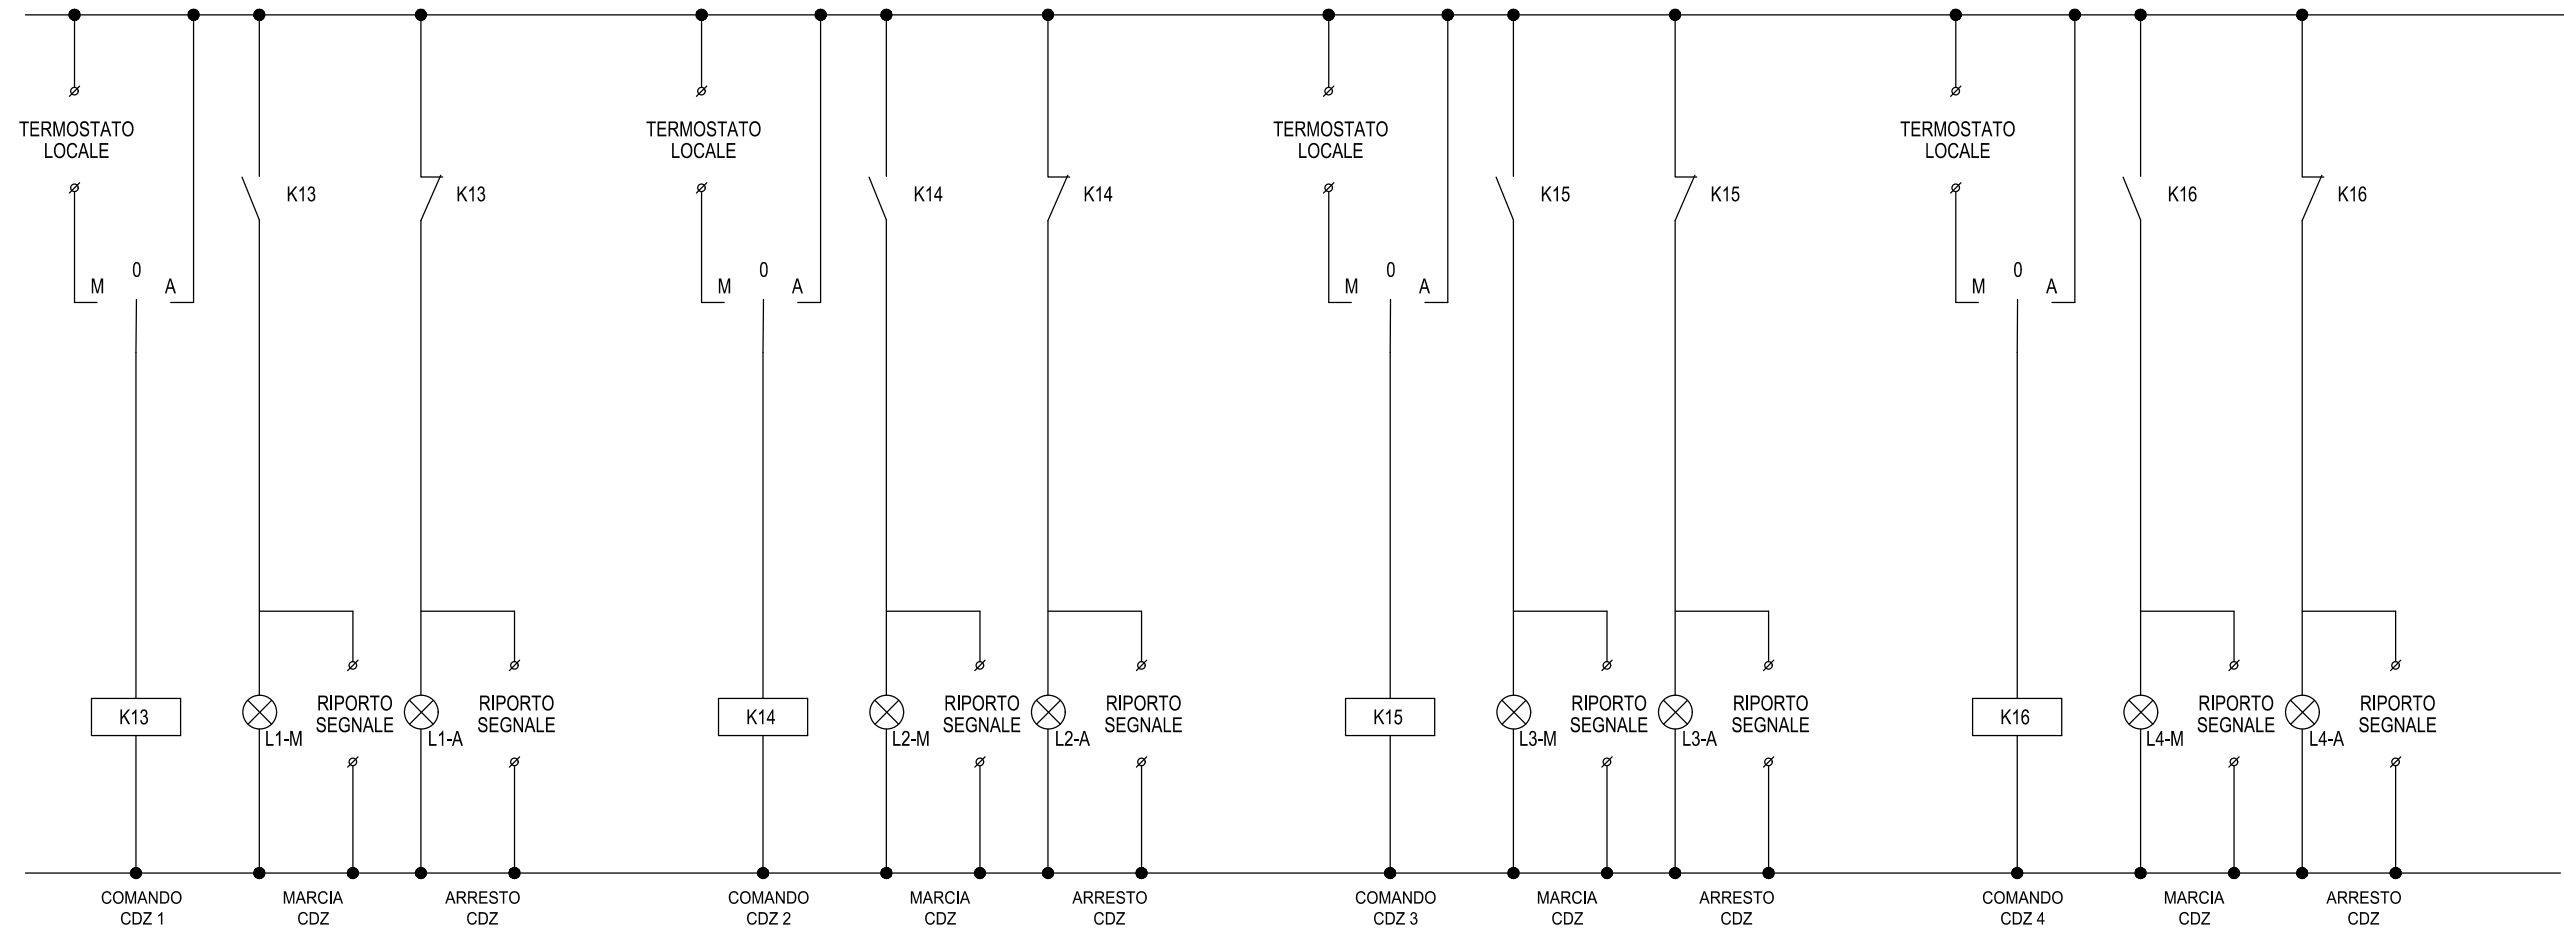 TERMOSTATO
LOCALE
M 0 A
K13
K13
K13
L1-M
RIPORTO
SEGNALE
L1-A
RIPORTO
SEGNALE
COMANDO
CDZ 1
MARCIA
CDZ
ARRESTO
CDZ
TERMOSTATO
LOCALE
M 0 A
K14
K14
K14
L2-M
RIPORTO
SEGNALE
L2-A
RIPORTO
SEGNALE
COMANDO
CDZ 2
MARCIA
CDZ
ARRESTO
CDZ
TERMOSTATO
LOCALE
M 0 A
K15
K15
K15
L3-M
RIPORTO
SEGNALE
L3-A
RIPORTO
SEGNALE
COMANDO
CDZ 3
MARCIA
CDZ
ARRESTO
CDZ
TERMOSTATO
LOCALE
M 0 A
K16
K16
K16
L4-M
RIPORTO
SEGNALE
L4-A
RIPORTO
SEGNALE
COMANDO
CDZ 4
MARCIA
CDZ
ARRESTO
CDZ